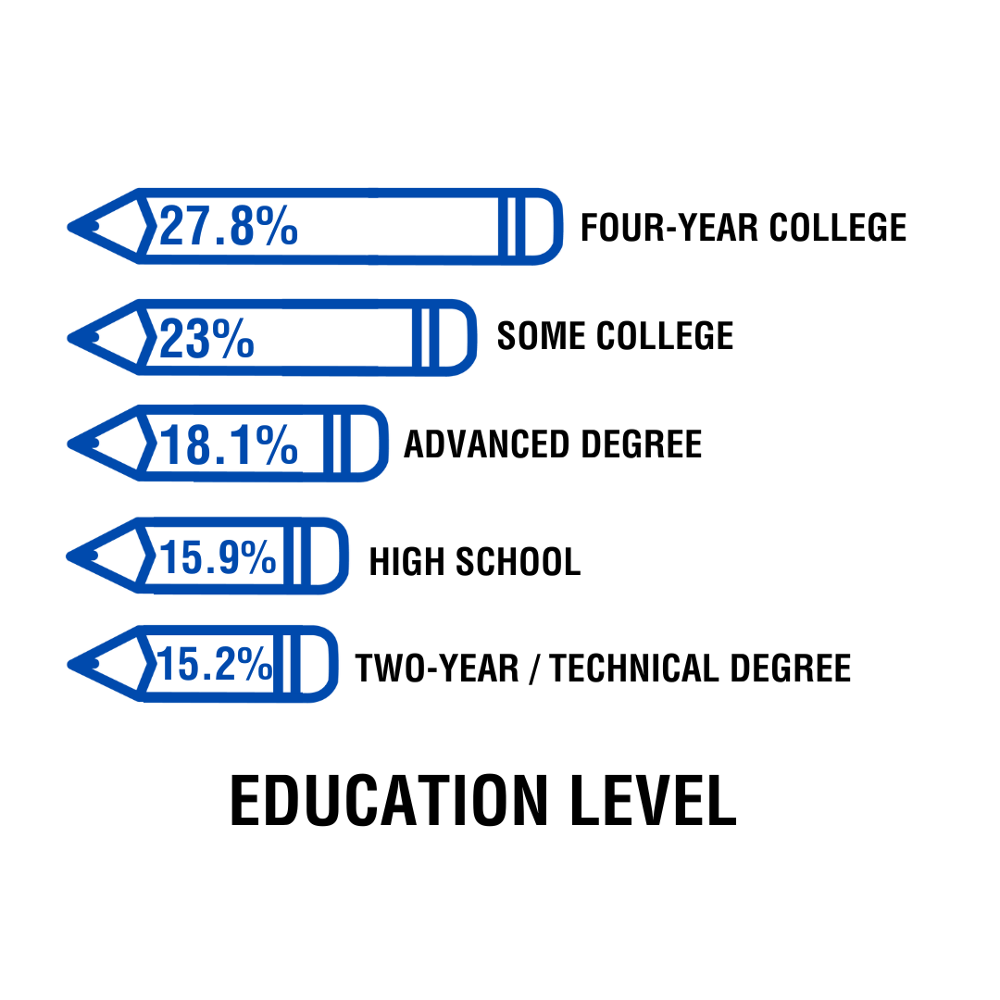 27.8% FOUR-YEAR COLLEGE
23% SOME COLLEGE
18.1% ADVANCED DEGREE
15.9% HIGH SCHOOL
15.2% TWO-YEAR / TECHNICAL DEGREE
EDUCATION LEVEL